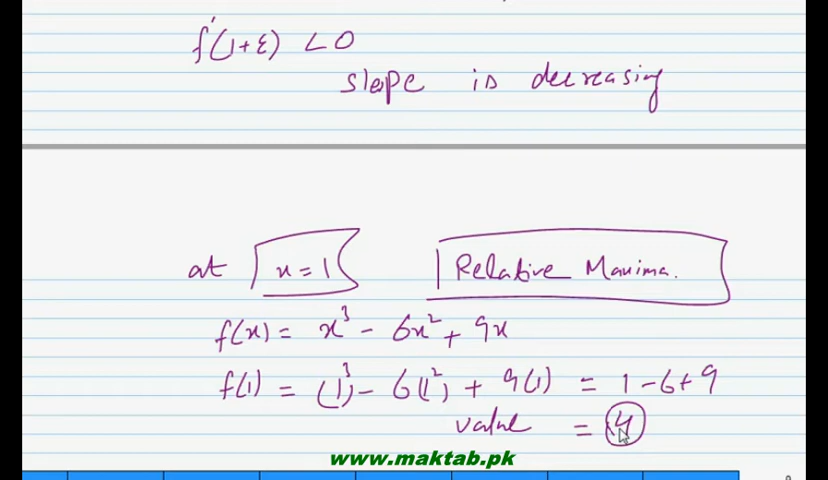 f'(1+ε) < 0
slope is decreasing
at x = 1 Relative Maxima.
f(x) = x³ - 6x² + 9x
f(1) = (1)³ - 6(1²) + 9(1) = 1 - 6 + 9
value = 4
www.maktab.pk